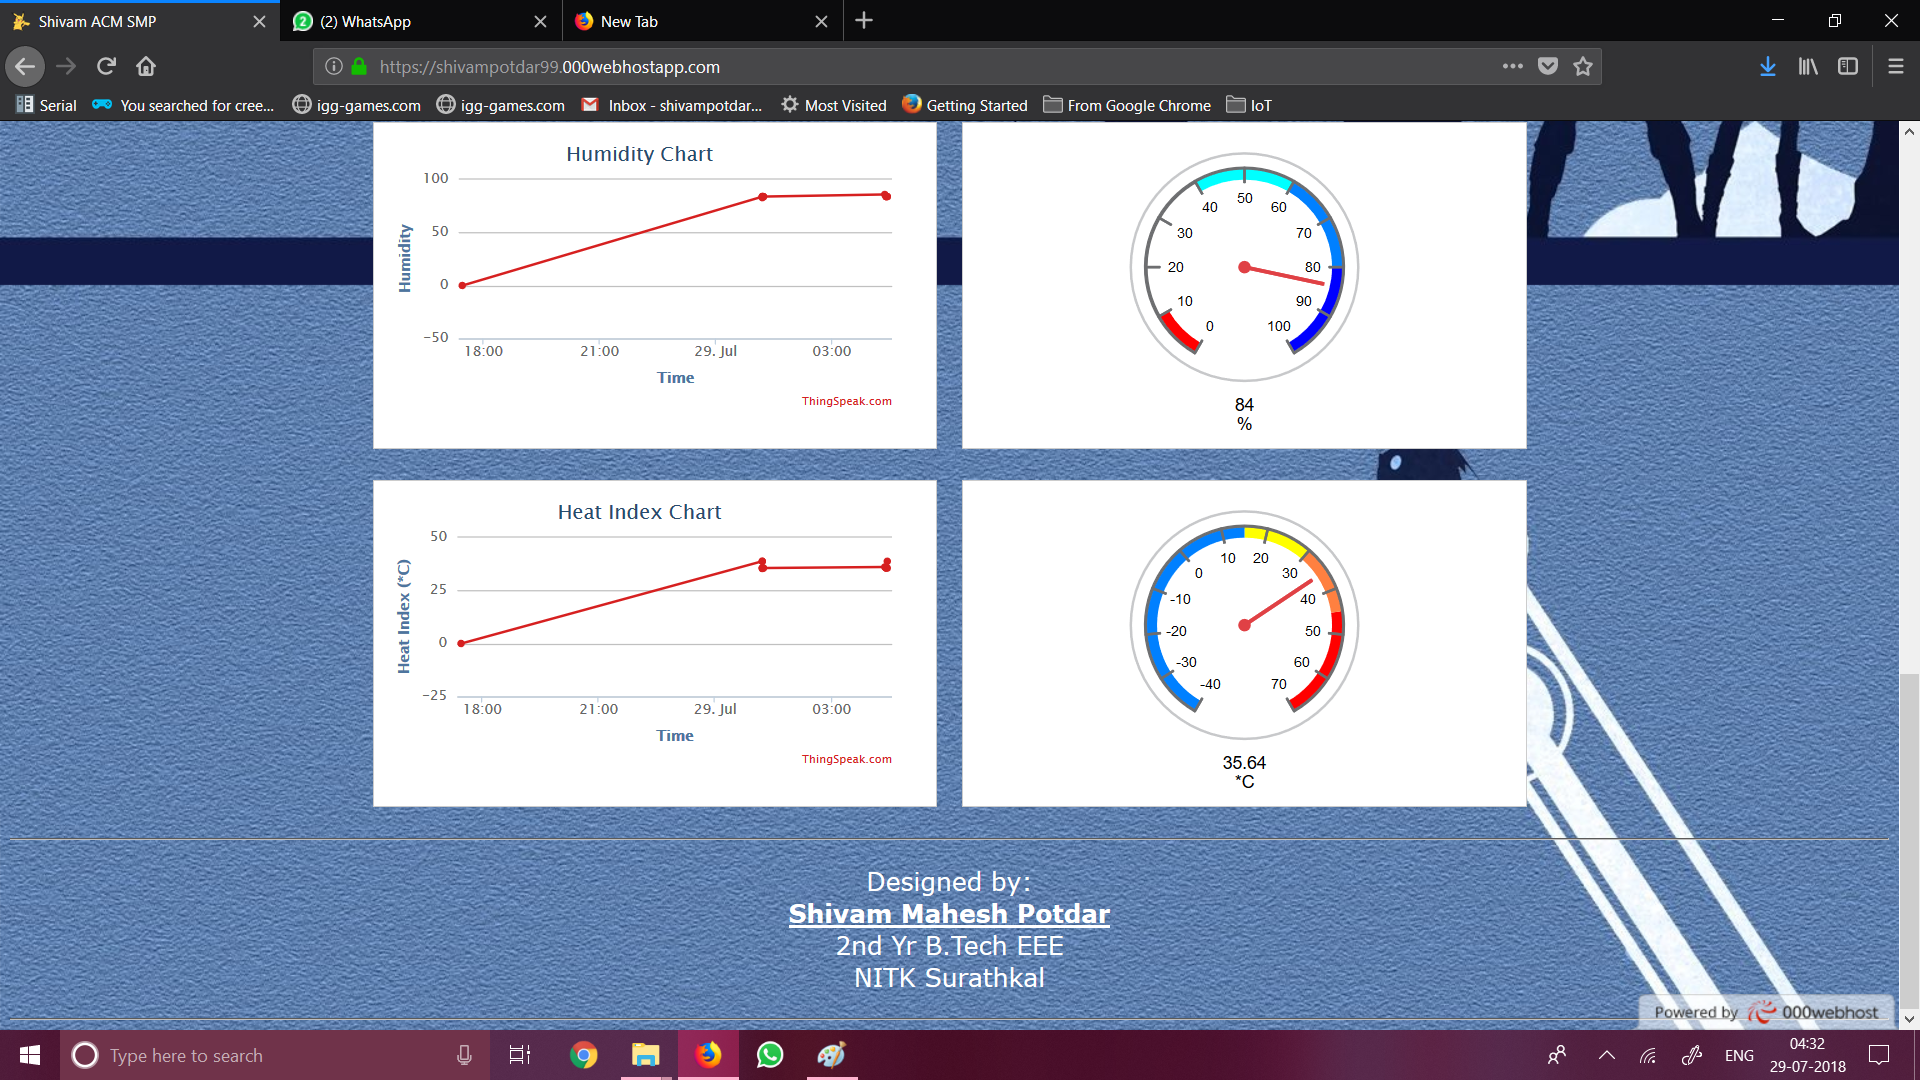 Shivam ACM SMP
(2) WhatsApp
New Tab
https://shivampotdar99.000webhostapp.com
Serial
You searched for cree...
igg-games.com
igg-games.com
Inbox - shivampotdar...
Most Visited
Getting Started
From Google Chrome
IoT
Humidity Chart
100
50
0
-50
Humidity
18:00
21:00
29. Jul
03:00
Time
ThingSpeak.com
0
10
20
30
40
50
60
70
80
90
100
84
%
Heat Index Chart
50
25
0
-25
Heat Index (*C)
18:00
21:00
29. Jul
03:00
Time
ThingSpeak.com
-40
-30
-20
-10
0
10
20
30
40
50
60
70
35.64
*C
Designed by:
Shivam Mahesh Potdar
2nd Yr B.Tech EEE
NITK Surathkal
Powered by 000webhost
Type here to search
ENG
04:32
29-07-2018